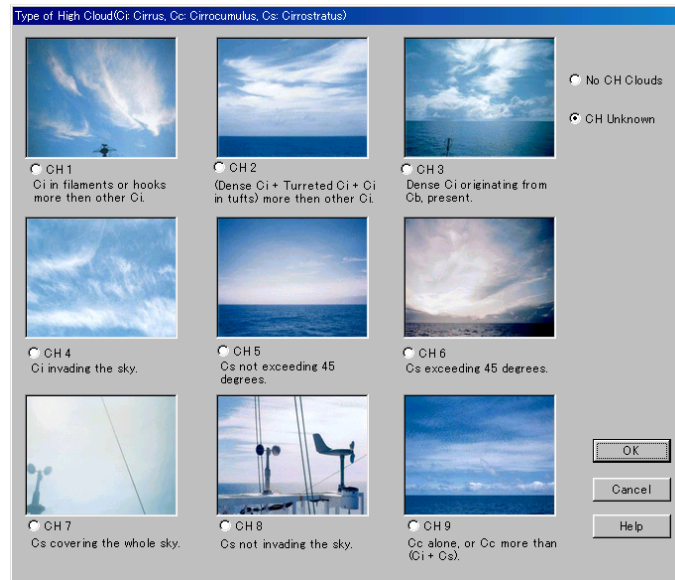 Type of High Cloud(Ci: Cirrus, Cc: Cirrocumulus, Cs: Cirrostratus)
No CH Clouds
CH Unknown
CH 1
Ci in filaments or hooks
more then other Ci.
CH 2
(Dense Ci + Turreted Ci + Ci
in tufts) more then other Ci.
CH 3
Dense Ci originating from
Cb, present.
CH 4
Ci invading the sky.
CH 5
Cs not exceeding 45
degrees.
CH 6
Cs exceeding 45 degrees.
CH 7
Cs covering the whole sky.
CH 8
Cs not invading the sky.
CH 9
Cc alone, or Cc more than
(Ci + Cs).
OK
Cancel
Help